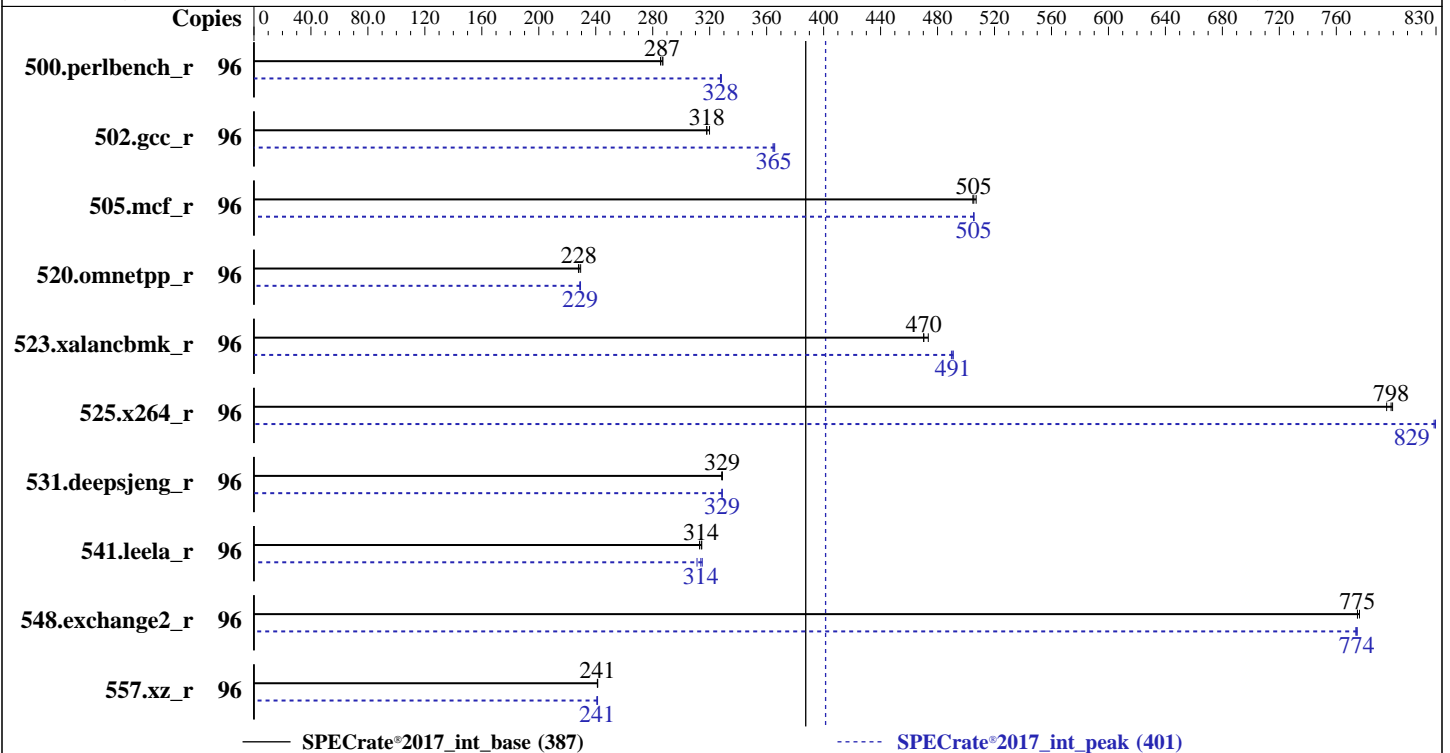 Copies 0 40.0 80.0 120 160 200 240 280 320 360 400 440 480 520 560 600 640 680 720 760 830
500.perlbench_r 96 287
328
502.gcc_r 96 318
365
505.mcf_r 96 505
505
520.omnetpp_r 96 228
229
523.xalancbmk_r 96 470
491
525.x264_r 96 798
829
531.deepsjeng_r 96 329
329
541.leela_r 96 314
314
548.exchange2_r 96 775
774
557.xz_r 96 241
241
SPECrate®2017_int_base (387) SPECrate®2017_int_peak (401)